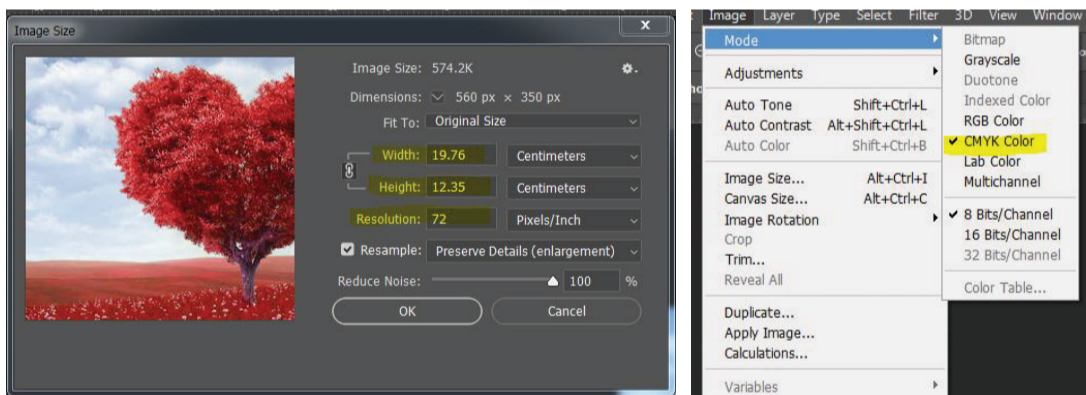 Image Size
X
Image Size: 574.2K
Dimensions: 560 px × 350 px
Fit To: Original Size
Width: 19.76 Centimeters
Height: 12.35 Centimeters
Resolution: 72 Pixels/Inch
Resample: Preserve Details (enlargement)
Reduce Noise: 100 %
OK Cancel
Image Layer Type Select Filter 3D View Window
Mode
Adjustments
Auto Tone Shift+Ctrl+L
Auto Contrast Alt+Shift+Ctrl+L
Auto Color Shift+Ctrl+B
Image Size... Alt+Ctrl+I
Canvas Size... Alt+Ctrl+C
Image Rotation
Crop
Trim...
Reveal All
Duplicate...
Apply Image...
Calculations...
Variables
Bitmap
Grayscale
Duotone
Indexed Color
RGB Color
CMYK Color
Lab Color
Multichannel
8 Bits/Channel
16 Bits/Channel
32 Bits/Channel
Color Table...